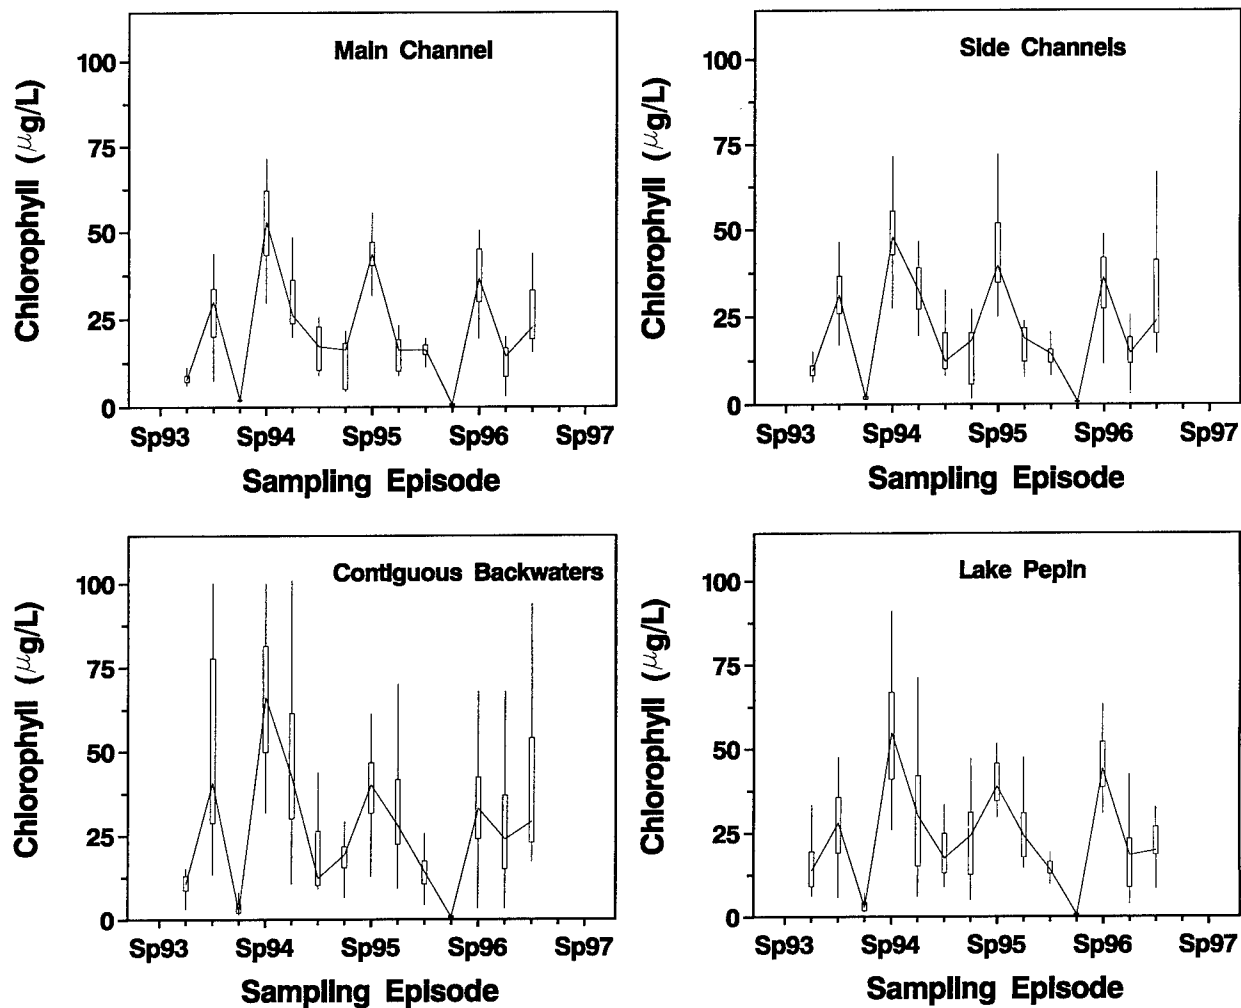 Main Channel
Chlorophyll (μg/L)
100
75
50
25
0
Sp93 Sp94 Sp95 Sp96 Sp97
Sampling Episode
Side Channels
Chlorophyll (μg/L)
100
75
50
25
0
Sp93 Sp94 Sp95 Sp96 Sp97
Sampling Episode
Contiguous Backwaters
Chlorophyll (μg/L)
100
75
50
25
0
Sp93 Sp94 Sp95 Sp96 Sp97
Sampling Episode
Lake Pepin
Chlorophyll (μg/L)
100
75
50
25
0
Sp93 Sp94 Sp95 Sp96 Sp97
Sampling Episode